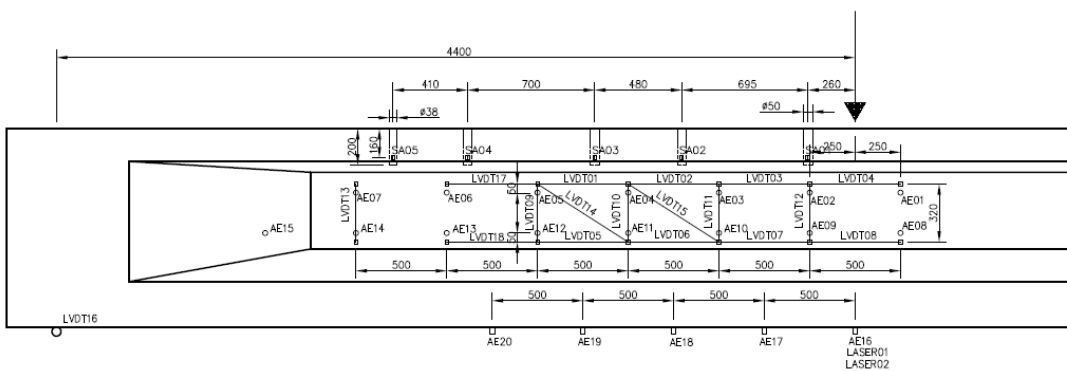 4400
410
700
480
695
260
ø38
ø50
200
160
SA05
SA04
SA03
SA02
250
250
LVDT17
LVDT01
LVDT02
LVDT03
LVDT04
LVDT13
AE07
AE06
60
LVDT09
AE05
LVDT14
LVDT10
AE04
LVDT15
LVDT11
AE03
LVDT12
AE02
AE01
320
AE15
AE14
AE13
LVDT18
AE12
LVDT05
AE11
LVDT06
AE10
LVDT07
AE09
LVDT08
AE08
500
500
500
500
500
500
500
500
500
500
LVDT16
AE20
AE19
AE18
AE17
AE16
LASER01
LASER02